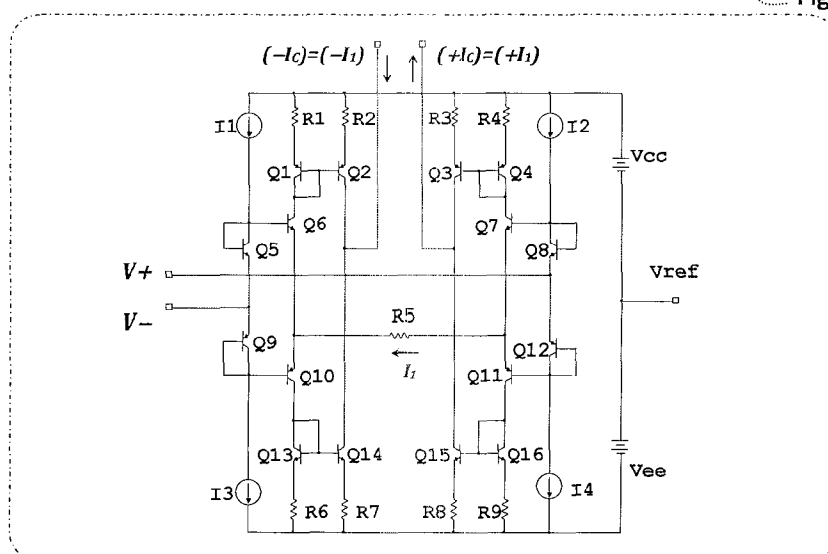 Fig
(−Ic)=(−I1) (+Ic)=(+I1)
I1 R1 R2 R3 R4 I2
Vcc
Q1 Q2 Q3 Q4
Q6 Q7
Q5 Q8
V+ Vref
V−
R5
Q9 Q12
I1
Q10 Q11
Q13 Q14 Q15 Q16
Vee
I3 I4
R6 R7 R8 R9